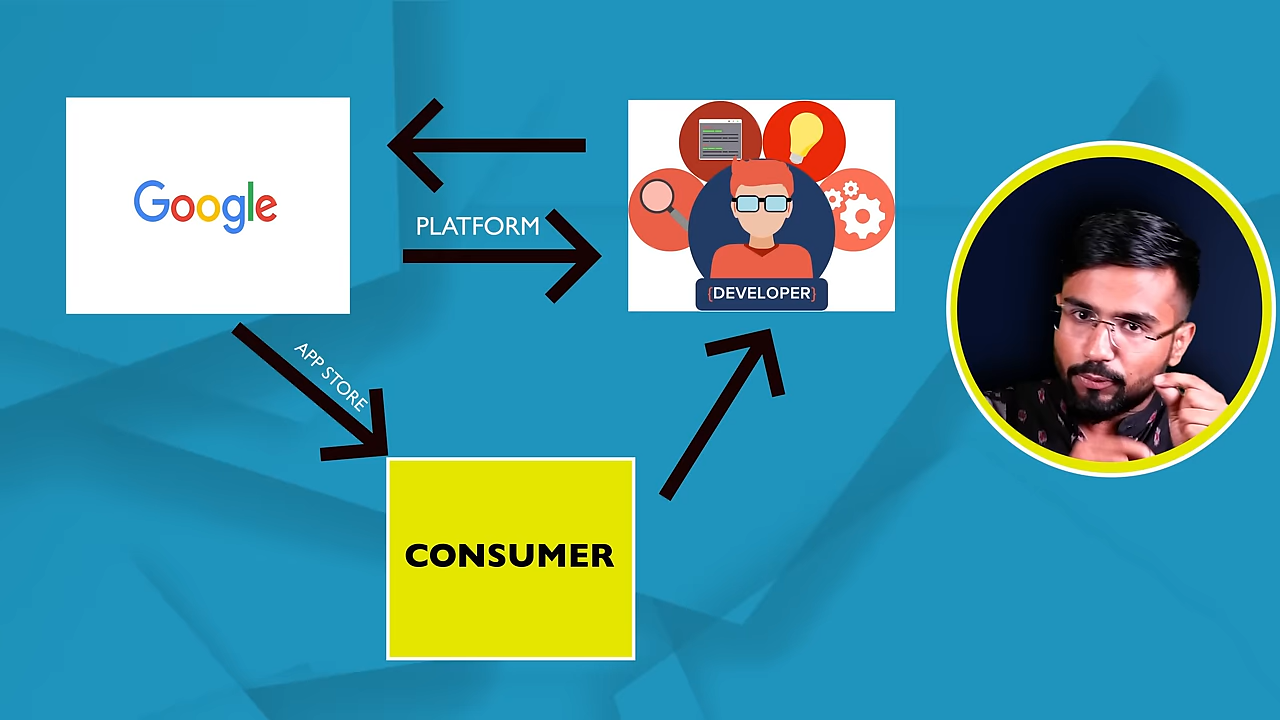 Google
PLATFORM
{DEVELOPER}
APP STORE
CONSUMER